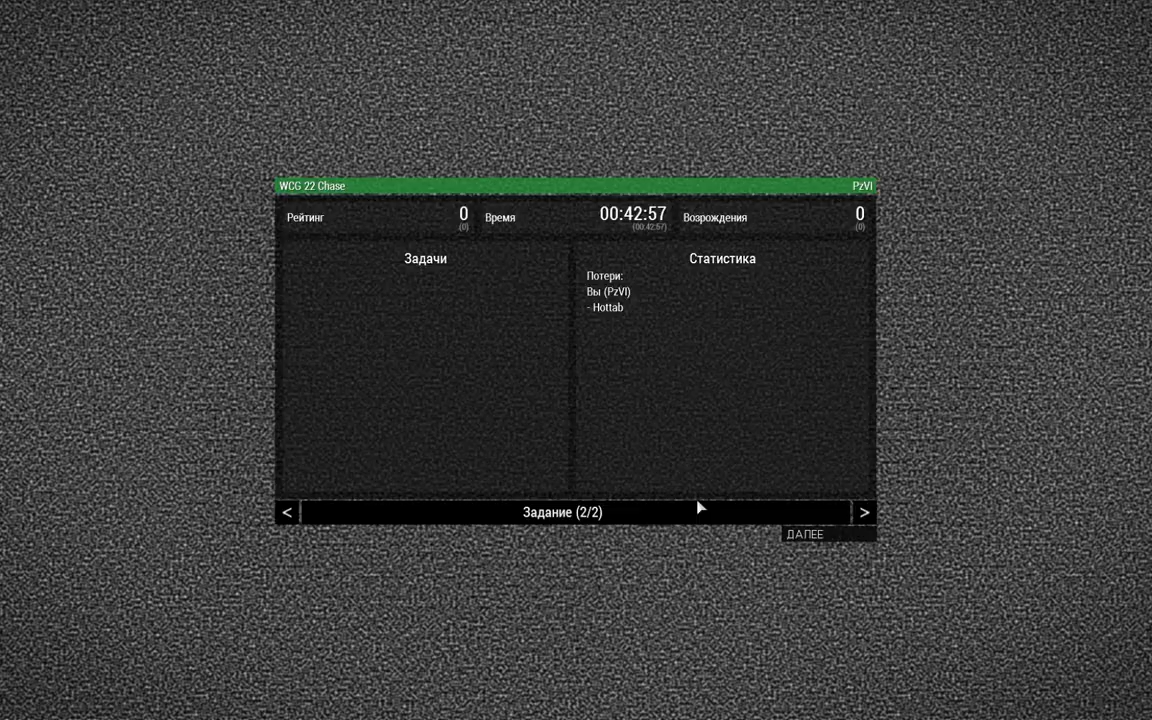 WCG 22 Chase PzVI
Рейтинг 0 Время 00:42:57 Возрождения 0
(0) (00:42:57) (0)
Задачи Статистика
Потери:
Вы (PzVI)
- Hottab
< Задание (2/2) >
ДАЛЕЕ